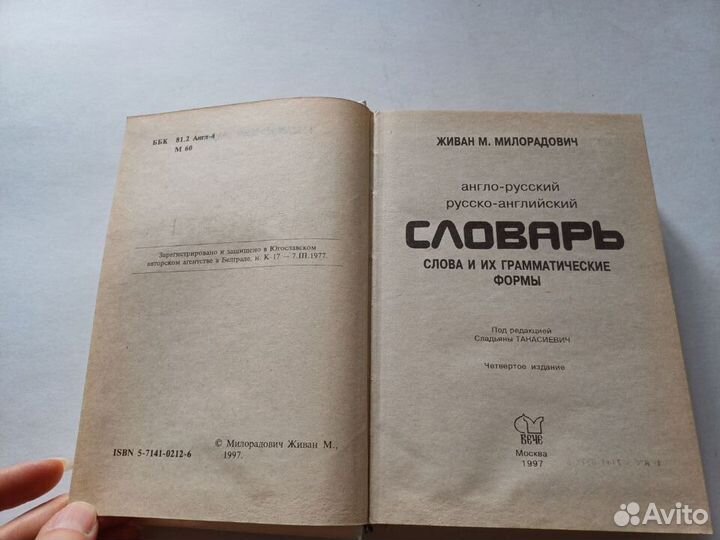 ББК 81.2 Англ-4
М 60
Зарегистрировано и защищено в Югославском
авторском агентстве в Белграде, н. К-17 — 7.III.1977.
© Милорадович Живан М.,
1997.
ISBN 5-7141-0212-6
ЖИВАН М. МИЛОРАДОВИЧ
англо-русский
русско-английский
СЛОВАРЬ
СЛОВА И ИХ ГРАММАТИЧЕСКИЕ
ФОРМЫ
Под редакцией
Сладьяны ТАНАСИЕВИЧ
Четвертое издание
ВЕЧЕ
Москва
1997
Avito